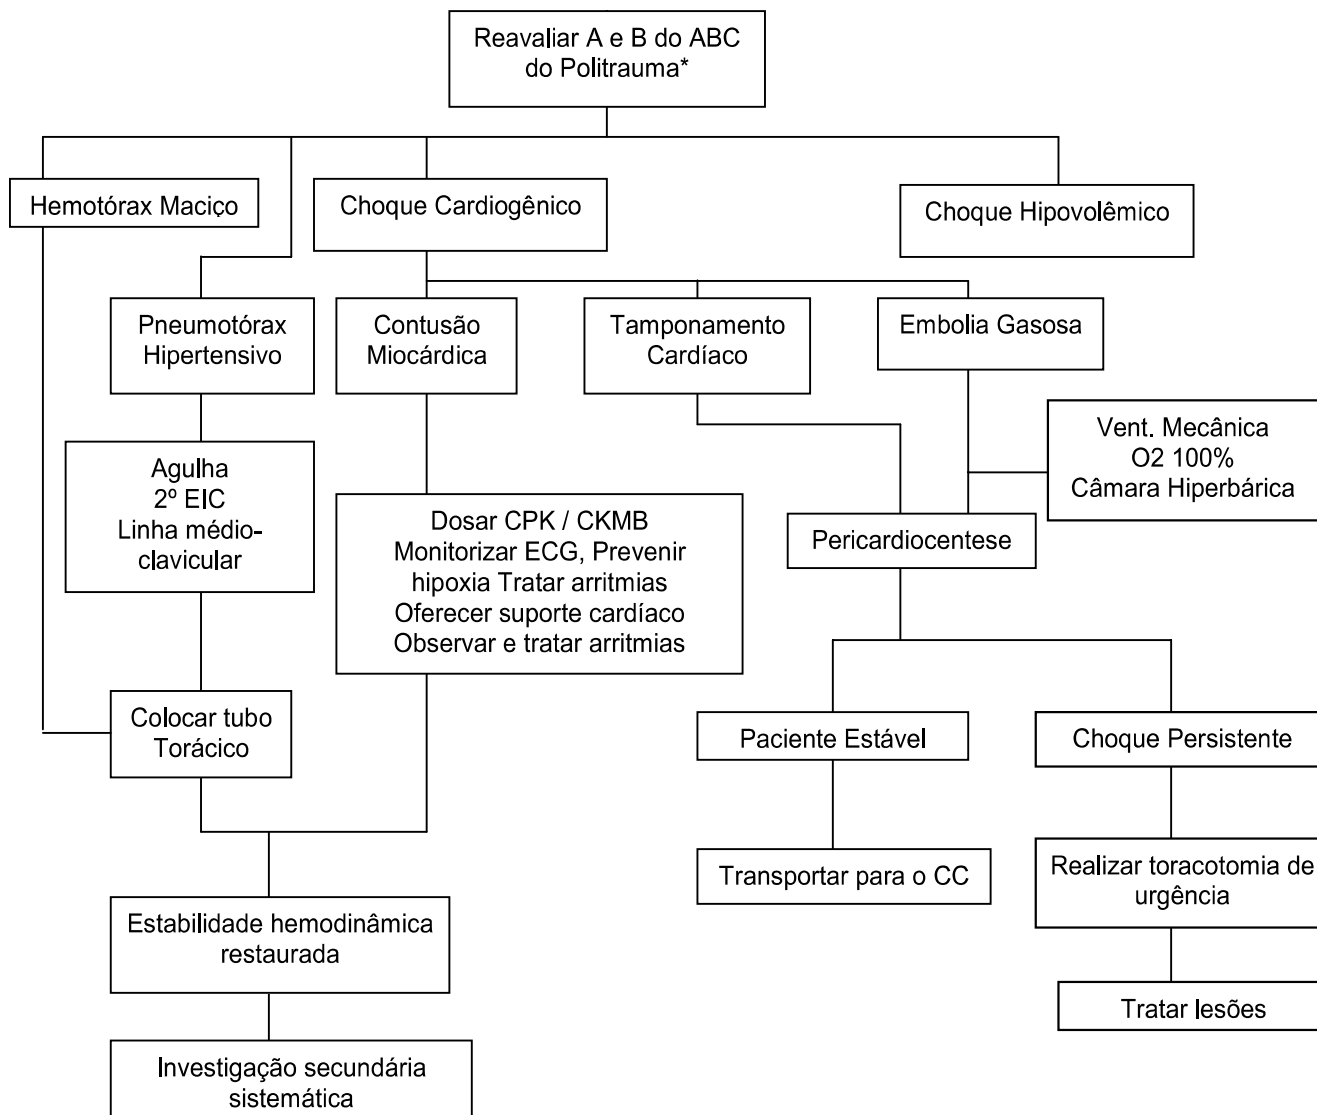 Reavaliar A e B do ABC
do Politrauma*
Hemotórax Maciço
Choque Cardiogênico
Choque Hipovolêmico
Pneumotórax
Hipertensivo
Contusão
Miocárdica
Tamponamento
Cardíaco
Embolia Gasosa
Vent. Mecânica
O2 100%
Câmara Hiperbárica
Agulha
2º EIC
Linha médio-
clavicular
Dosar CPK / CKMB
Monitorizar ECG, Prevenir
hipoxia Tratar arritmias
Oferecer suporte cardíaco
Observar e tratar arritmias
Pericardiocentese
Colocar tubo
Torácico
Paciente Estável
Choque Persistente
Transportar para o CC
Realizar toracotomia de
urgência
Estabilidade hemodinâmica
restaurada
Tratar lesões
Investigação secundária
sistemática